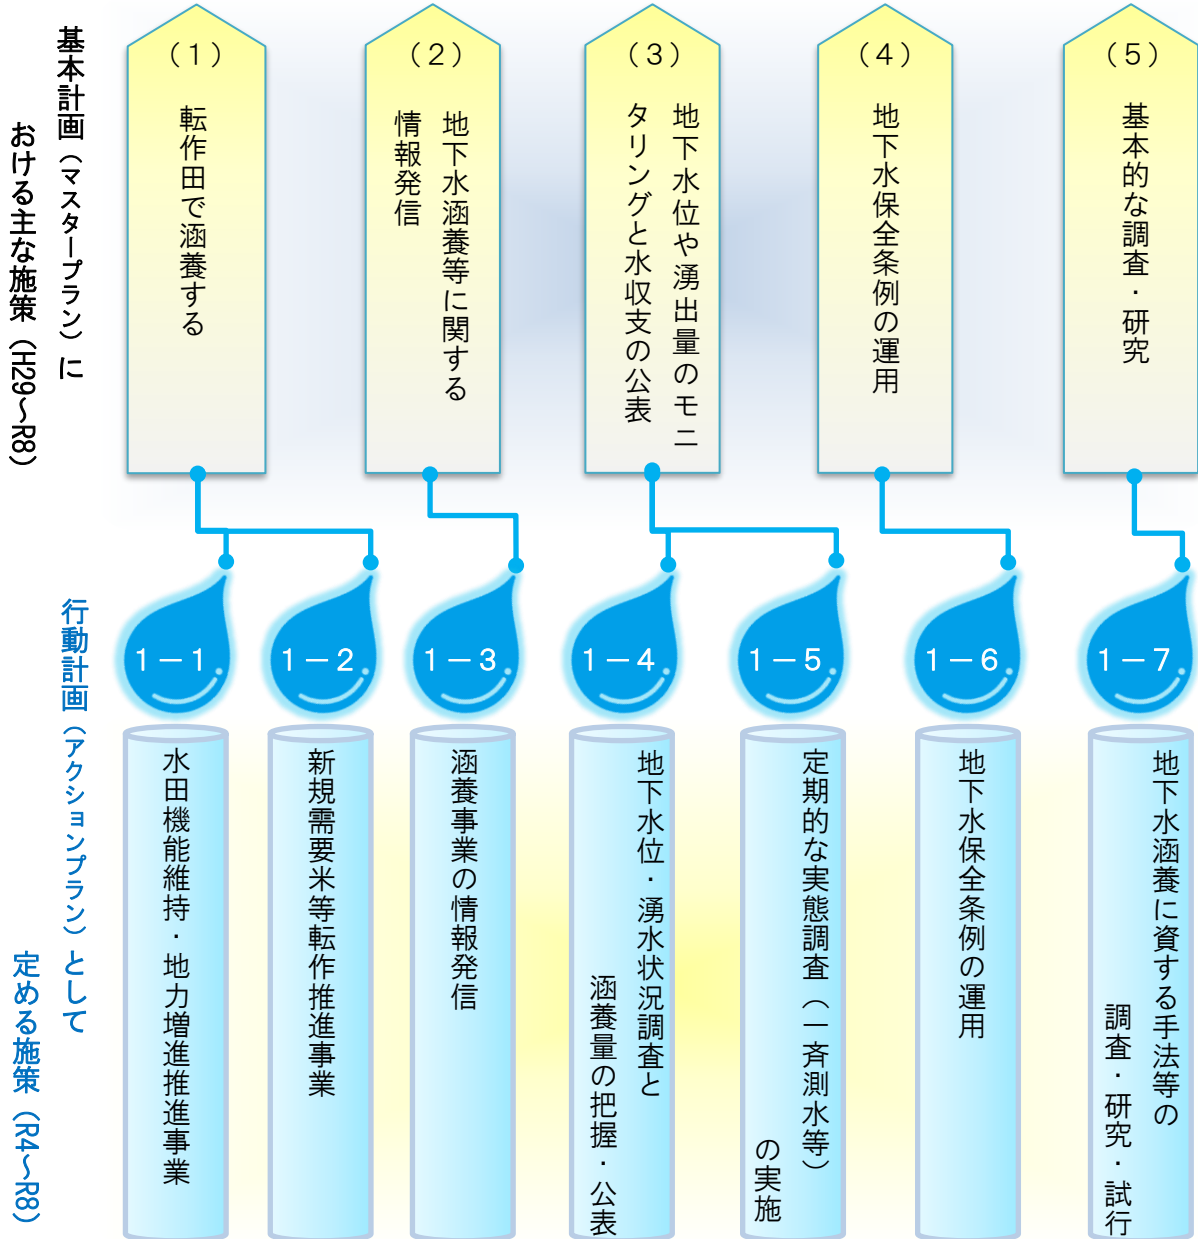 基本計画（マスタープラン）に
おける主な施策（H29～R8）
（１）
転作田で涵養する
（２）
地下水涵養等に関する
情報発信
（３）
地下水位や湧出量のモニ
タリングと水収支の公表
（４）
地下水保全条例の運用
（５）
基本的な調査・研究
行動計画（アクションプラン）として
定める施策（R4～R8）
１－１
水田機能維持・地力増進推進事業
１－２
新規需要米等転作推進事業
１－３
涵養事業の情報発信
１－４
地下水位・湧水状況調査と
涵養量の把握・公表
１－５
定期的な実態調査（一斉測水等）
の実施
１－６
地下水保全条例の運用
１－７
地下水涵養に資する手法等の
調査・研究・試行